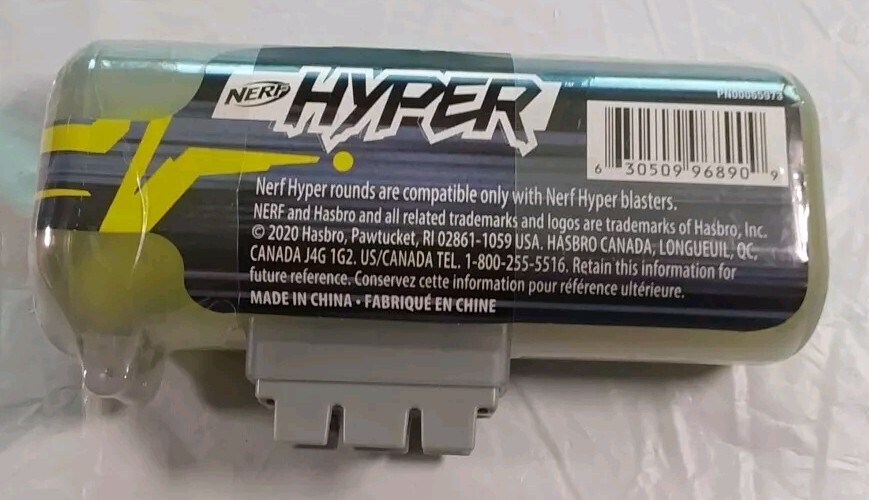 PN00065973
NERF HYPER™
6 30509 96890 9
Nerf Hyper rounds are compatible only with Nerf Hyper blasters.
NERF and Hasbro and all related trademarks and logos are trademarks of Hasbro, Inc.
© 2020 Hasbro, Pawtucket, RI 02861-1059 USA. HASBRO CANADA, LONGUEUIL, QC,
CANADA J4G 1G2. US/CANADA TEL. 1-800-255-5516. Retain this information for
future reference. Conservez cette information pour référence ultérieure.
MADE IN CHINA • FABRIQUÉ EN CHINE